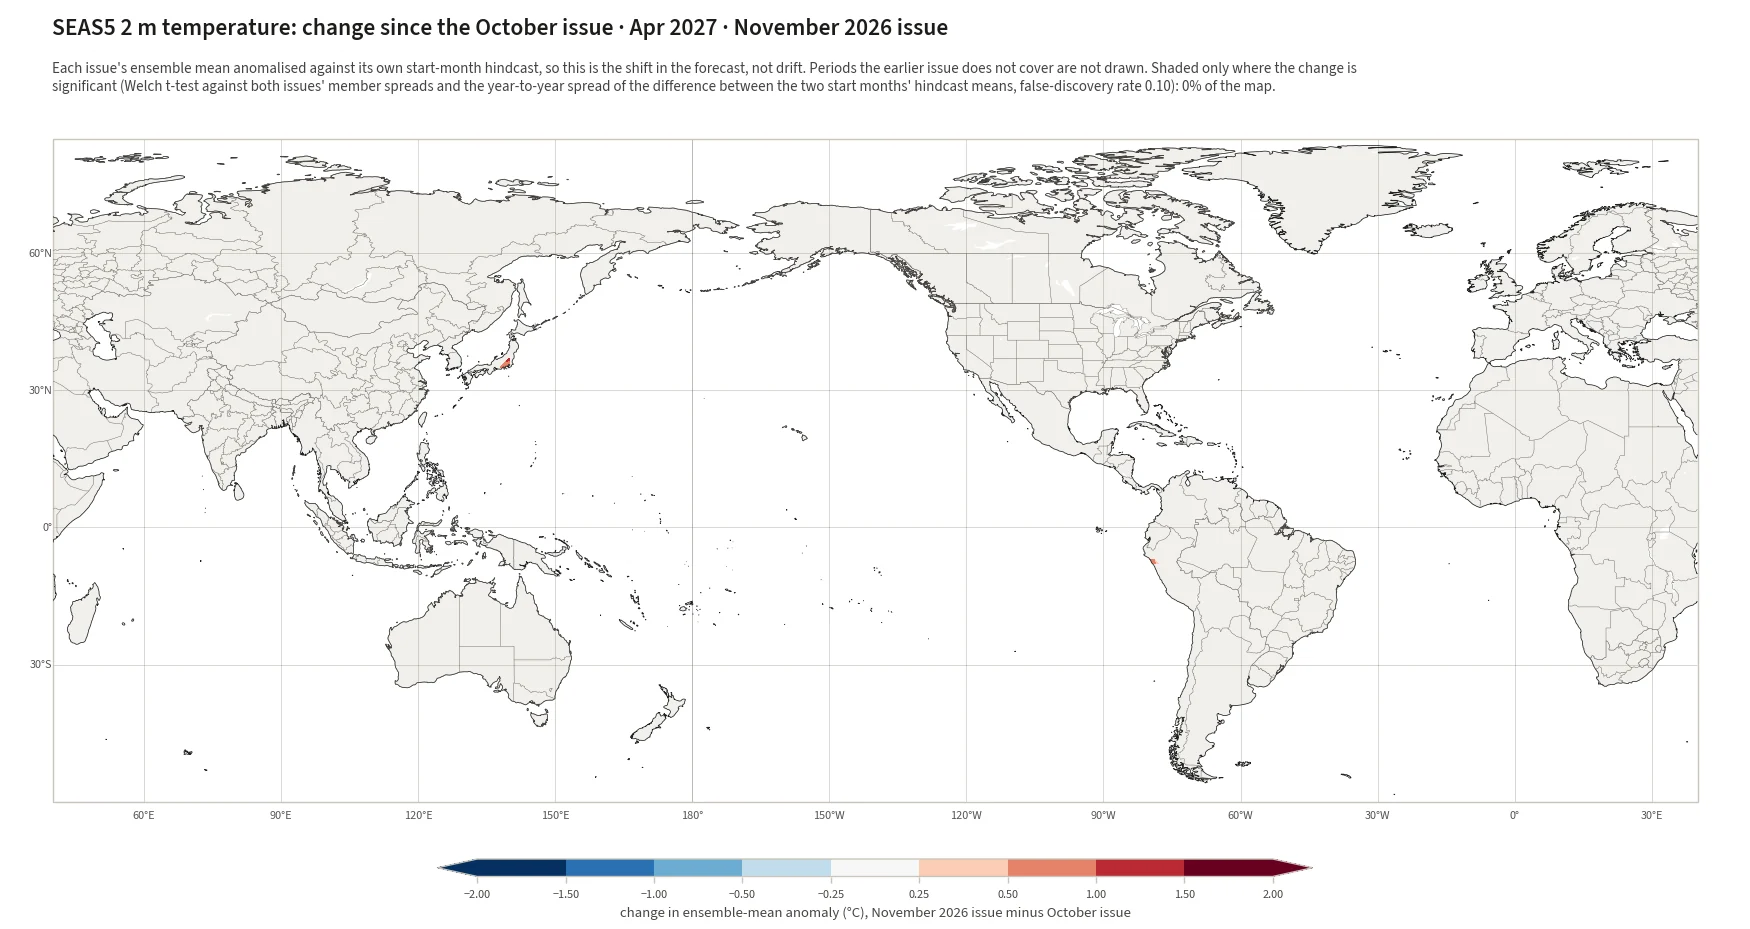 SEAS5 2 m temperature: change since the October issue · Apr 2027 · November 2026 issue
Each issue's ensemble mean anomalised against its own start-month hindcast, so this is the shift in the forecast, not drift. Periods the earlier issue does not cover are not drawn. Shaded only where the change is
significant (Welch t-test against both issues' member spreads and the year-to-year spread of the difference between the two start months' hindcast means, false-discovery rate 0.10): 0% of the map.
60°N
30°N
0°
30°S
60°E 90°E 120°E 150°E 180° 150°W 120°W 90°W 60°W 30°W 0° 30°E
−2.00 −1.50 −1.00 −0.50 −0.25 0.25 0.50 1.00 1.50 2.00
change in ensemble-mean anomaly (°C), November 2026 issue minus October issue